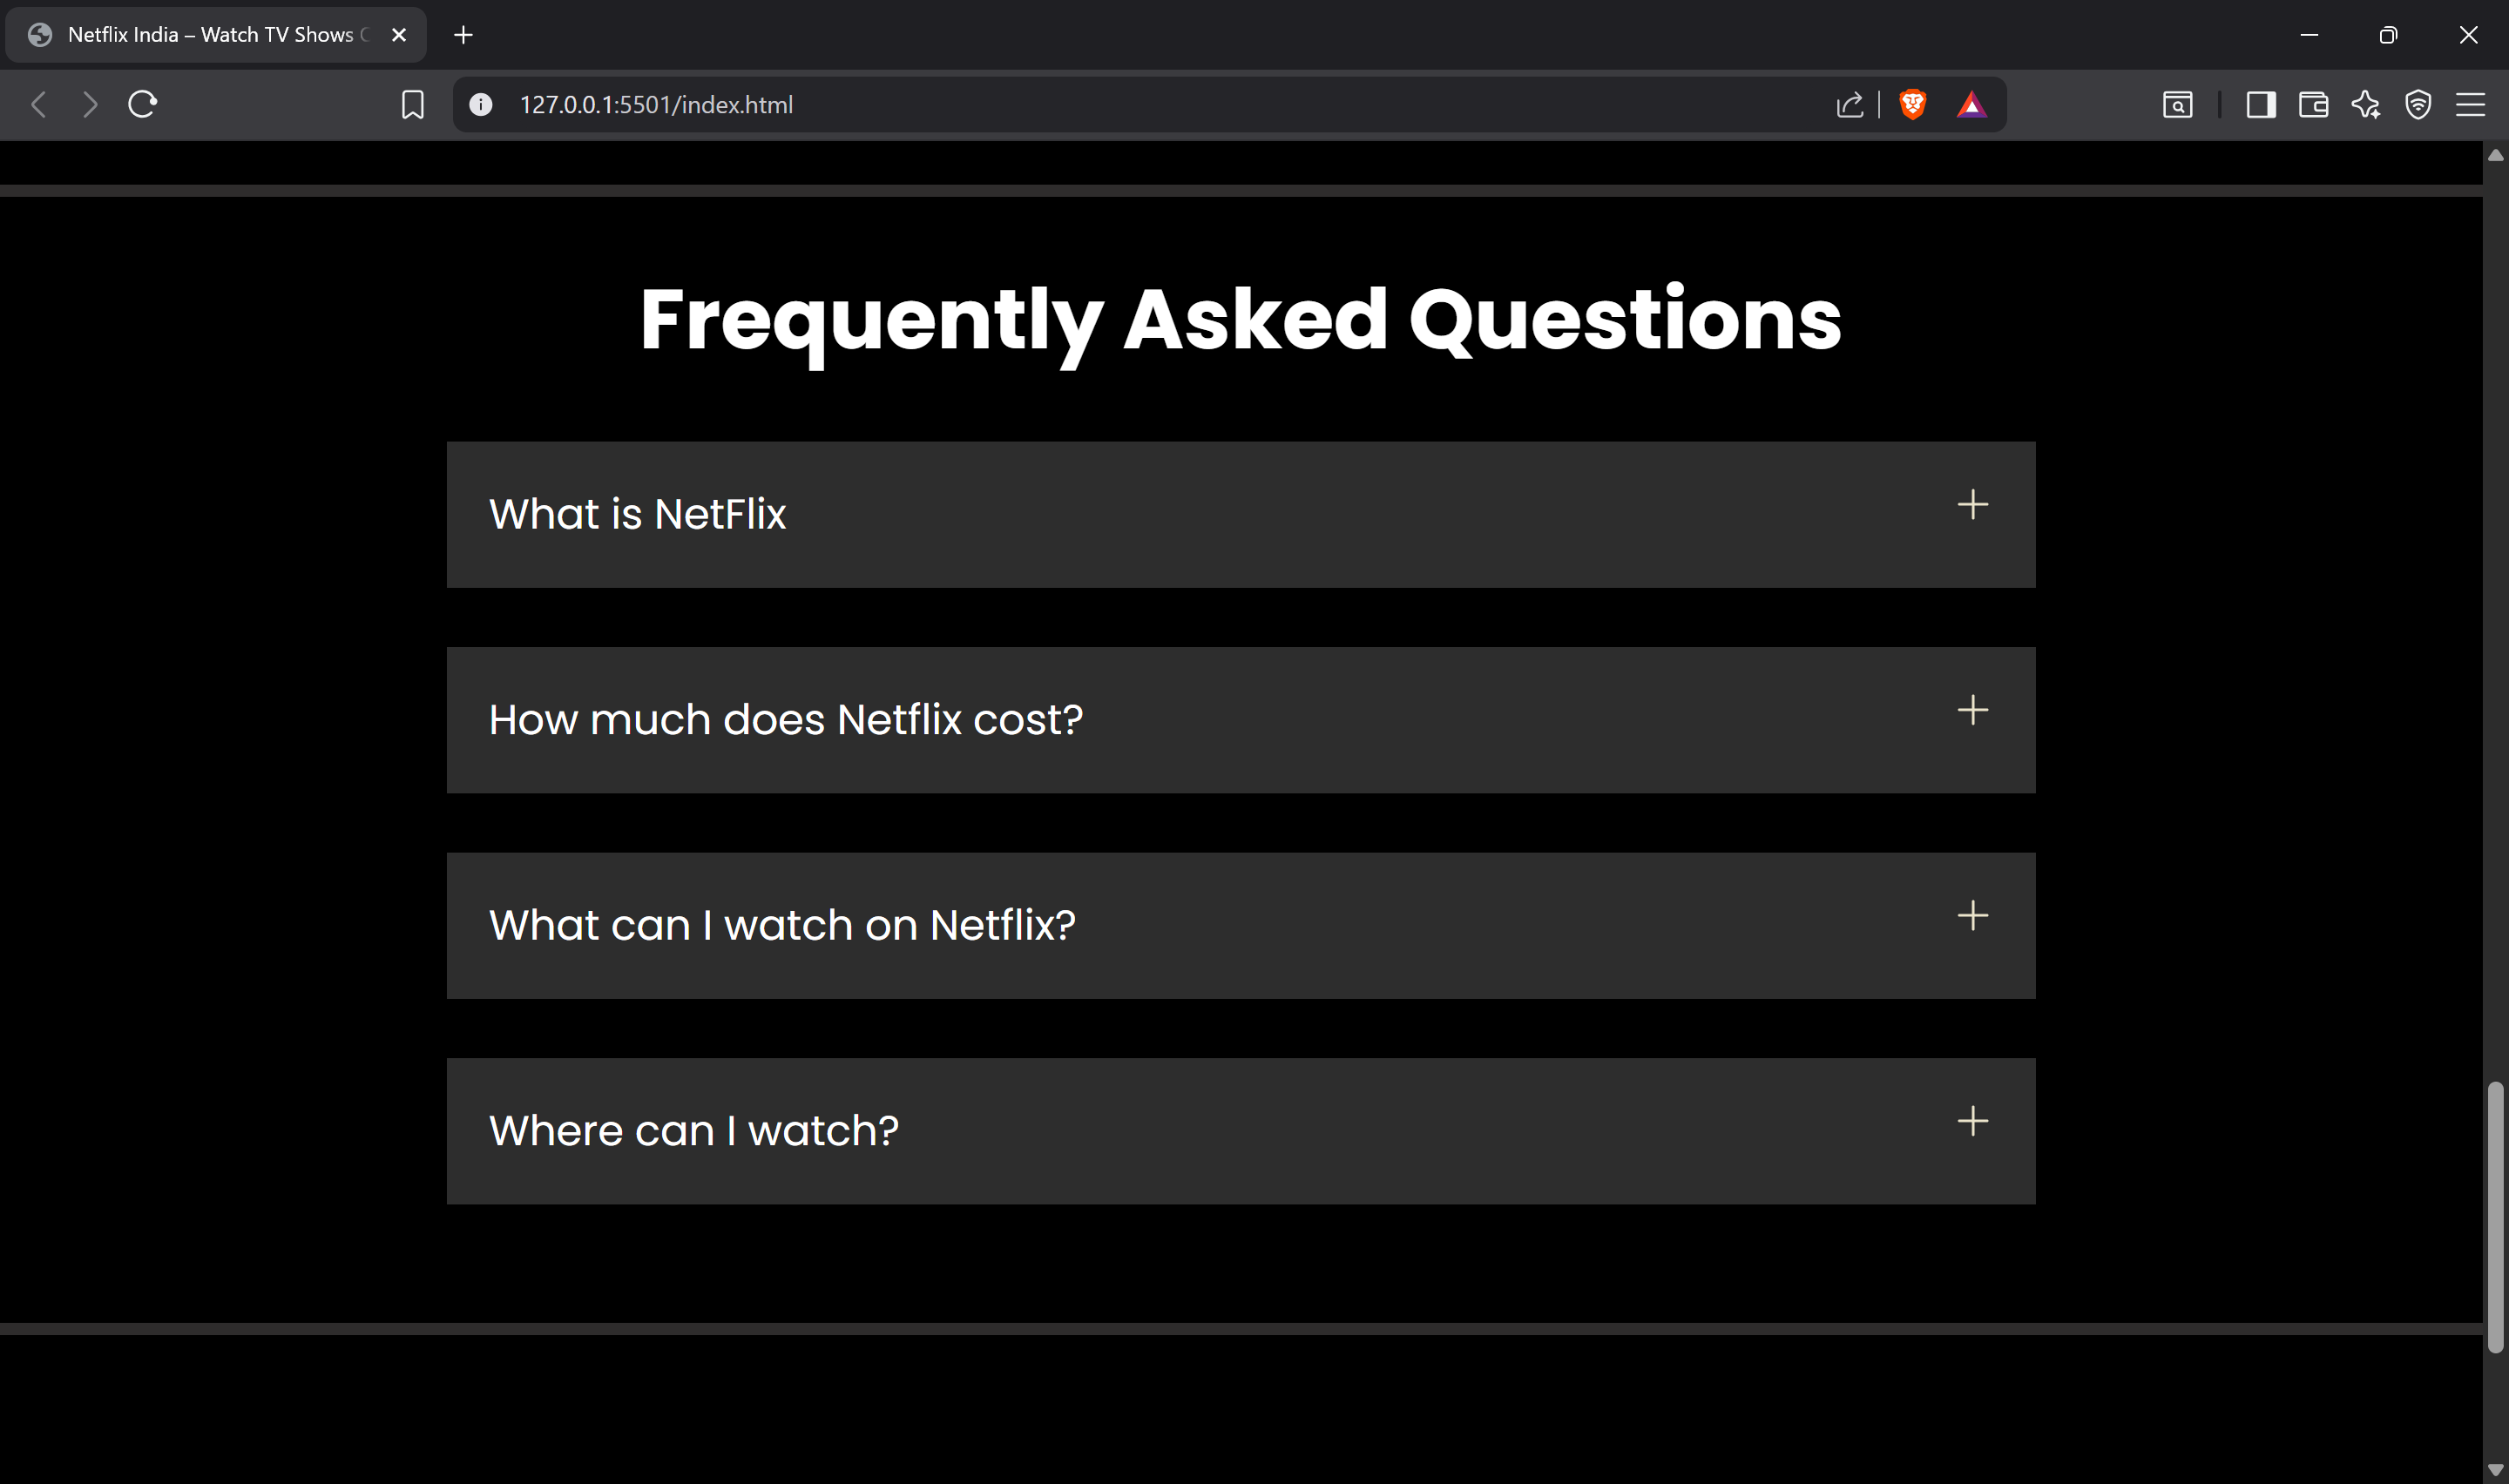 Netflix India – Watch TV Shows
127.0.0.1:5501/index.html
Frequently Asked Questions
What is NetFlix
How much does Netflix cost?
What can I watch on Netflix?
Where can I watch?